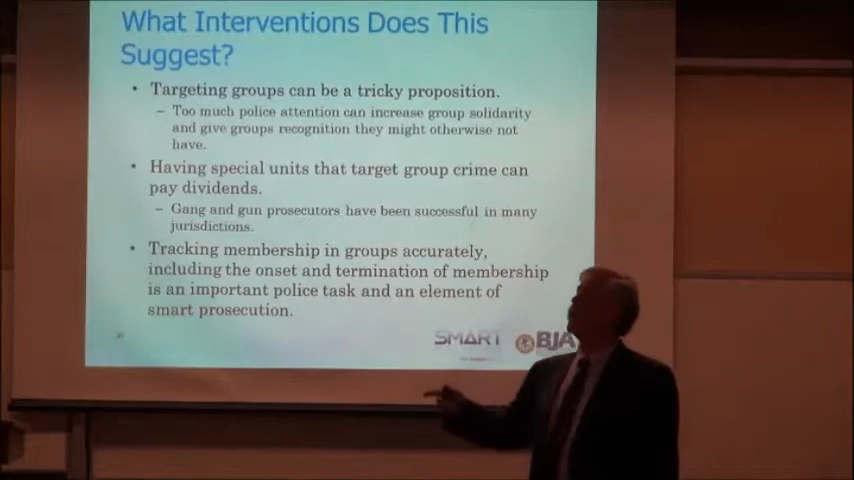 What Interventions Does This
Suggest?
• Targeting groups can be a tricky proposition.
– Too much police attention can increase group solidarity
and give groups recognition they might otherwise not
have.
• Having special units that target group crime can
pay dividends.
– Gang and gun prosecutors have been successful in many
jurisdictions.
• Tracking membership in groups accurately,
including the onset and termination of membership
is an important police task and an element of
smart prosecution.
SMART
BJA